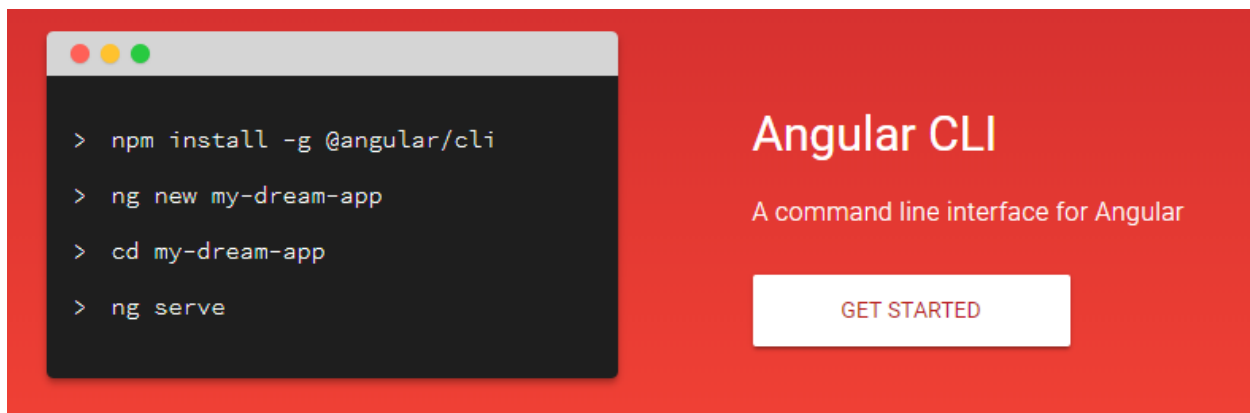 > npm install -g @angular/cli
> ng new my-dream-app
> cd my-dream-app
> ng serve
Angular CLI
A command line interface for Angular
GET STARTED